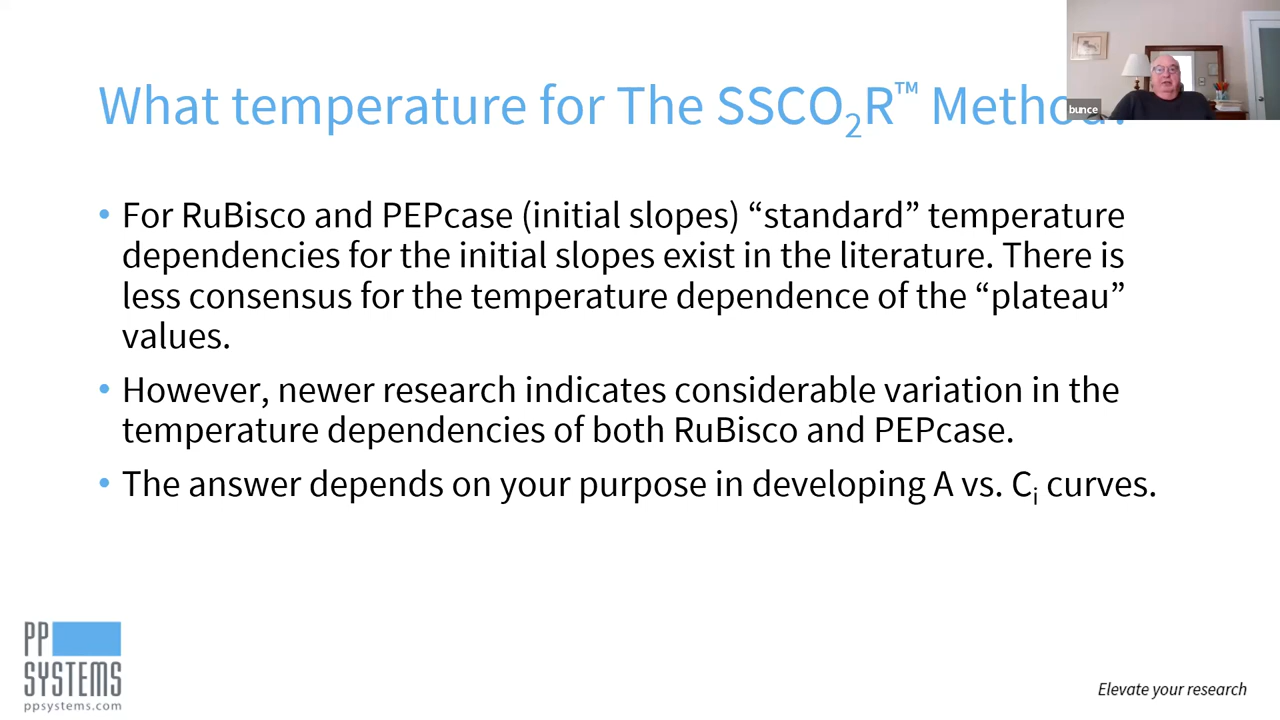 What temperature for The SSCO₂R™ Method?
bunce
• For RuBisco and PEPcase (initial slopes) “standard” temperature
dependencies for the initial slopes exist in the literature. There is
less consensus for the temperature dependence of the “plateau”
values.
• However, newer research indicates considerable variation in the
temperature dependencies of both RuBisco and PEPcase.
• The answer depends on your purpose in developing A vs. Cᵢ curves.
PP
SYSTEMS
ppsystems.com
Elevate your research